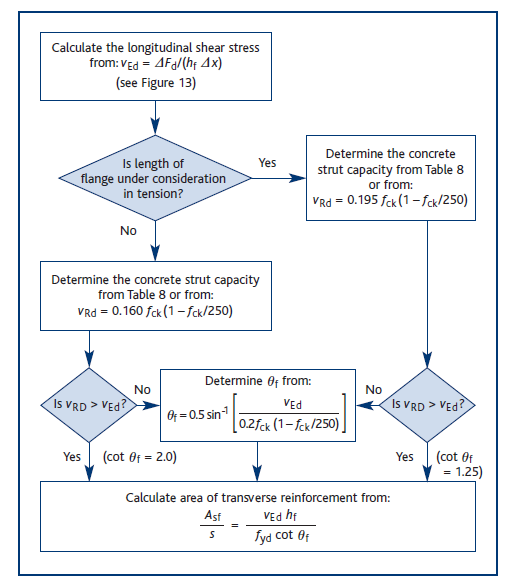 Calculate the longitudinal shear stress
from: vEd = ΔFd/(hf Δx)
(see Figure 13)
Is length of
flange under consideration
in tension?
Yes
Determine the concrete
strut capacity from Table 8
or from:
vRd = 0.195 fck (1 – fck/250)
No
Determine the concrete strut capacity
from Table 8 or from:
vRd = 0.160 fck (1 – fck/250)
Is vRD > vEd?
No
Determine θf from:
θf = 0.5 sin⁻¹ [ vEd / 0.2fck (1–fck/250) ]
No
Is vRD > vEd?
Yes (cot θf = 2.0)
Yes (cot θf
= 1.25)
Calculate area of transverse reinforcement from:
Asf / s = vEd hf / fyd cot θf